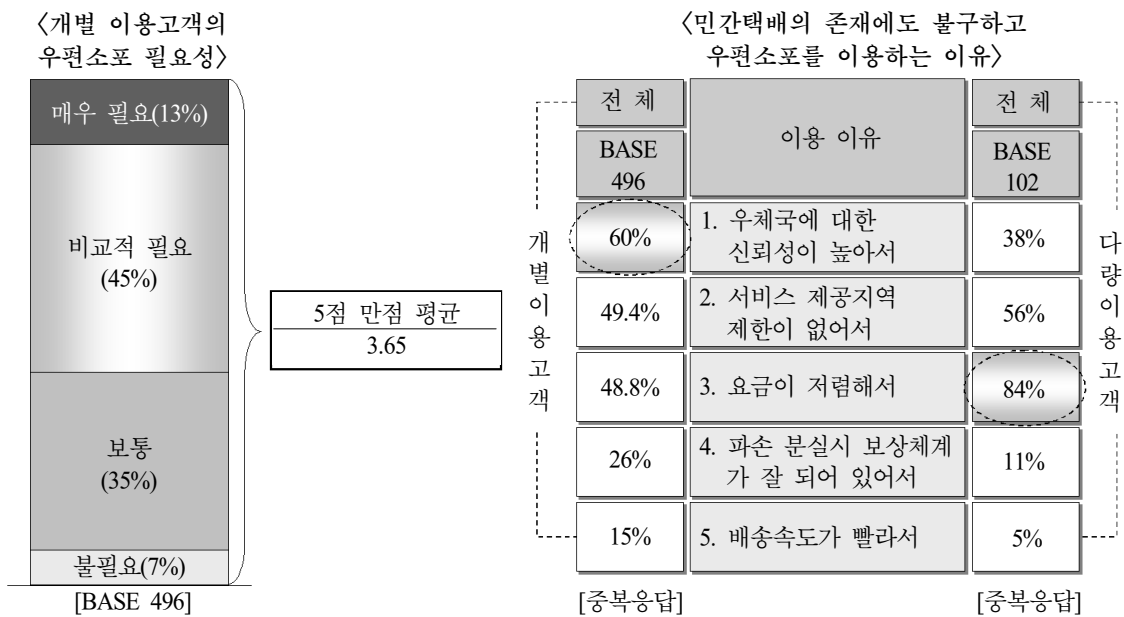 〈개별 이용고객의
우편소포 필요성〉
매우 필요(13%)
비교적 필요
(45%)
보통
(35%)
불필요(7%)
[BASE 496]
5점 만점 평균
3.65
〈민간택배의 존재에도 불구하고
우편소포를 이용하는 이유〉
개별이용고객
전 체
이용 이유
전 체
BASE
496
BASE
102
60%
1. 우체국에 대한
신뢰성이 높아서
38%
49.4%
2. 서비스 제공지역
제한이 없어서
56%
48.8%
3. 요금이 저렴해서
84%
26%
4. 파손 분실시 보상체계
가 잘 되어 있어서
11%
15%
5. 배송속도가 빨라서
5%
다량이용고객
[중복응답]
[중복응답]